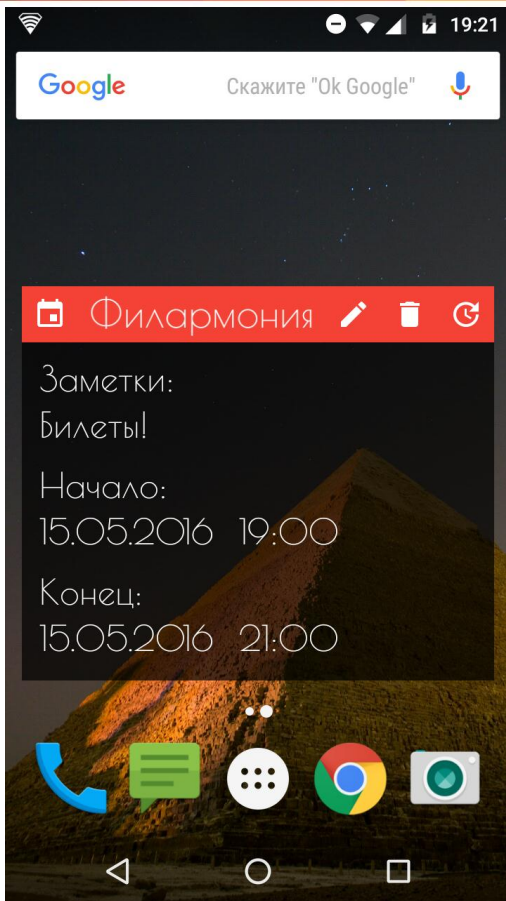 19:21
Google Скажите "Ok Google"
Филармония
Заметки:
Билеты!
Начало:
15.05.2016 19:00
Конец:
15.05.2016 21:00